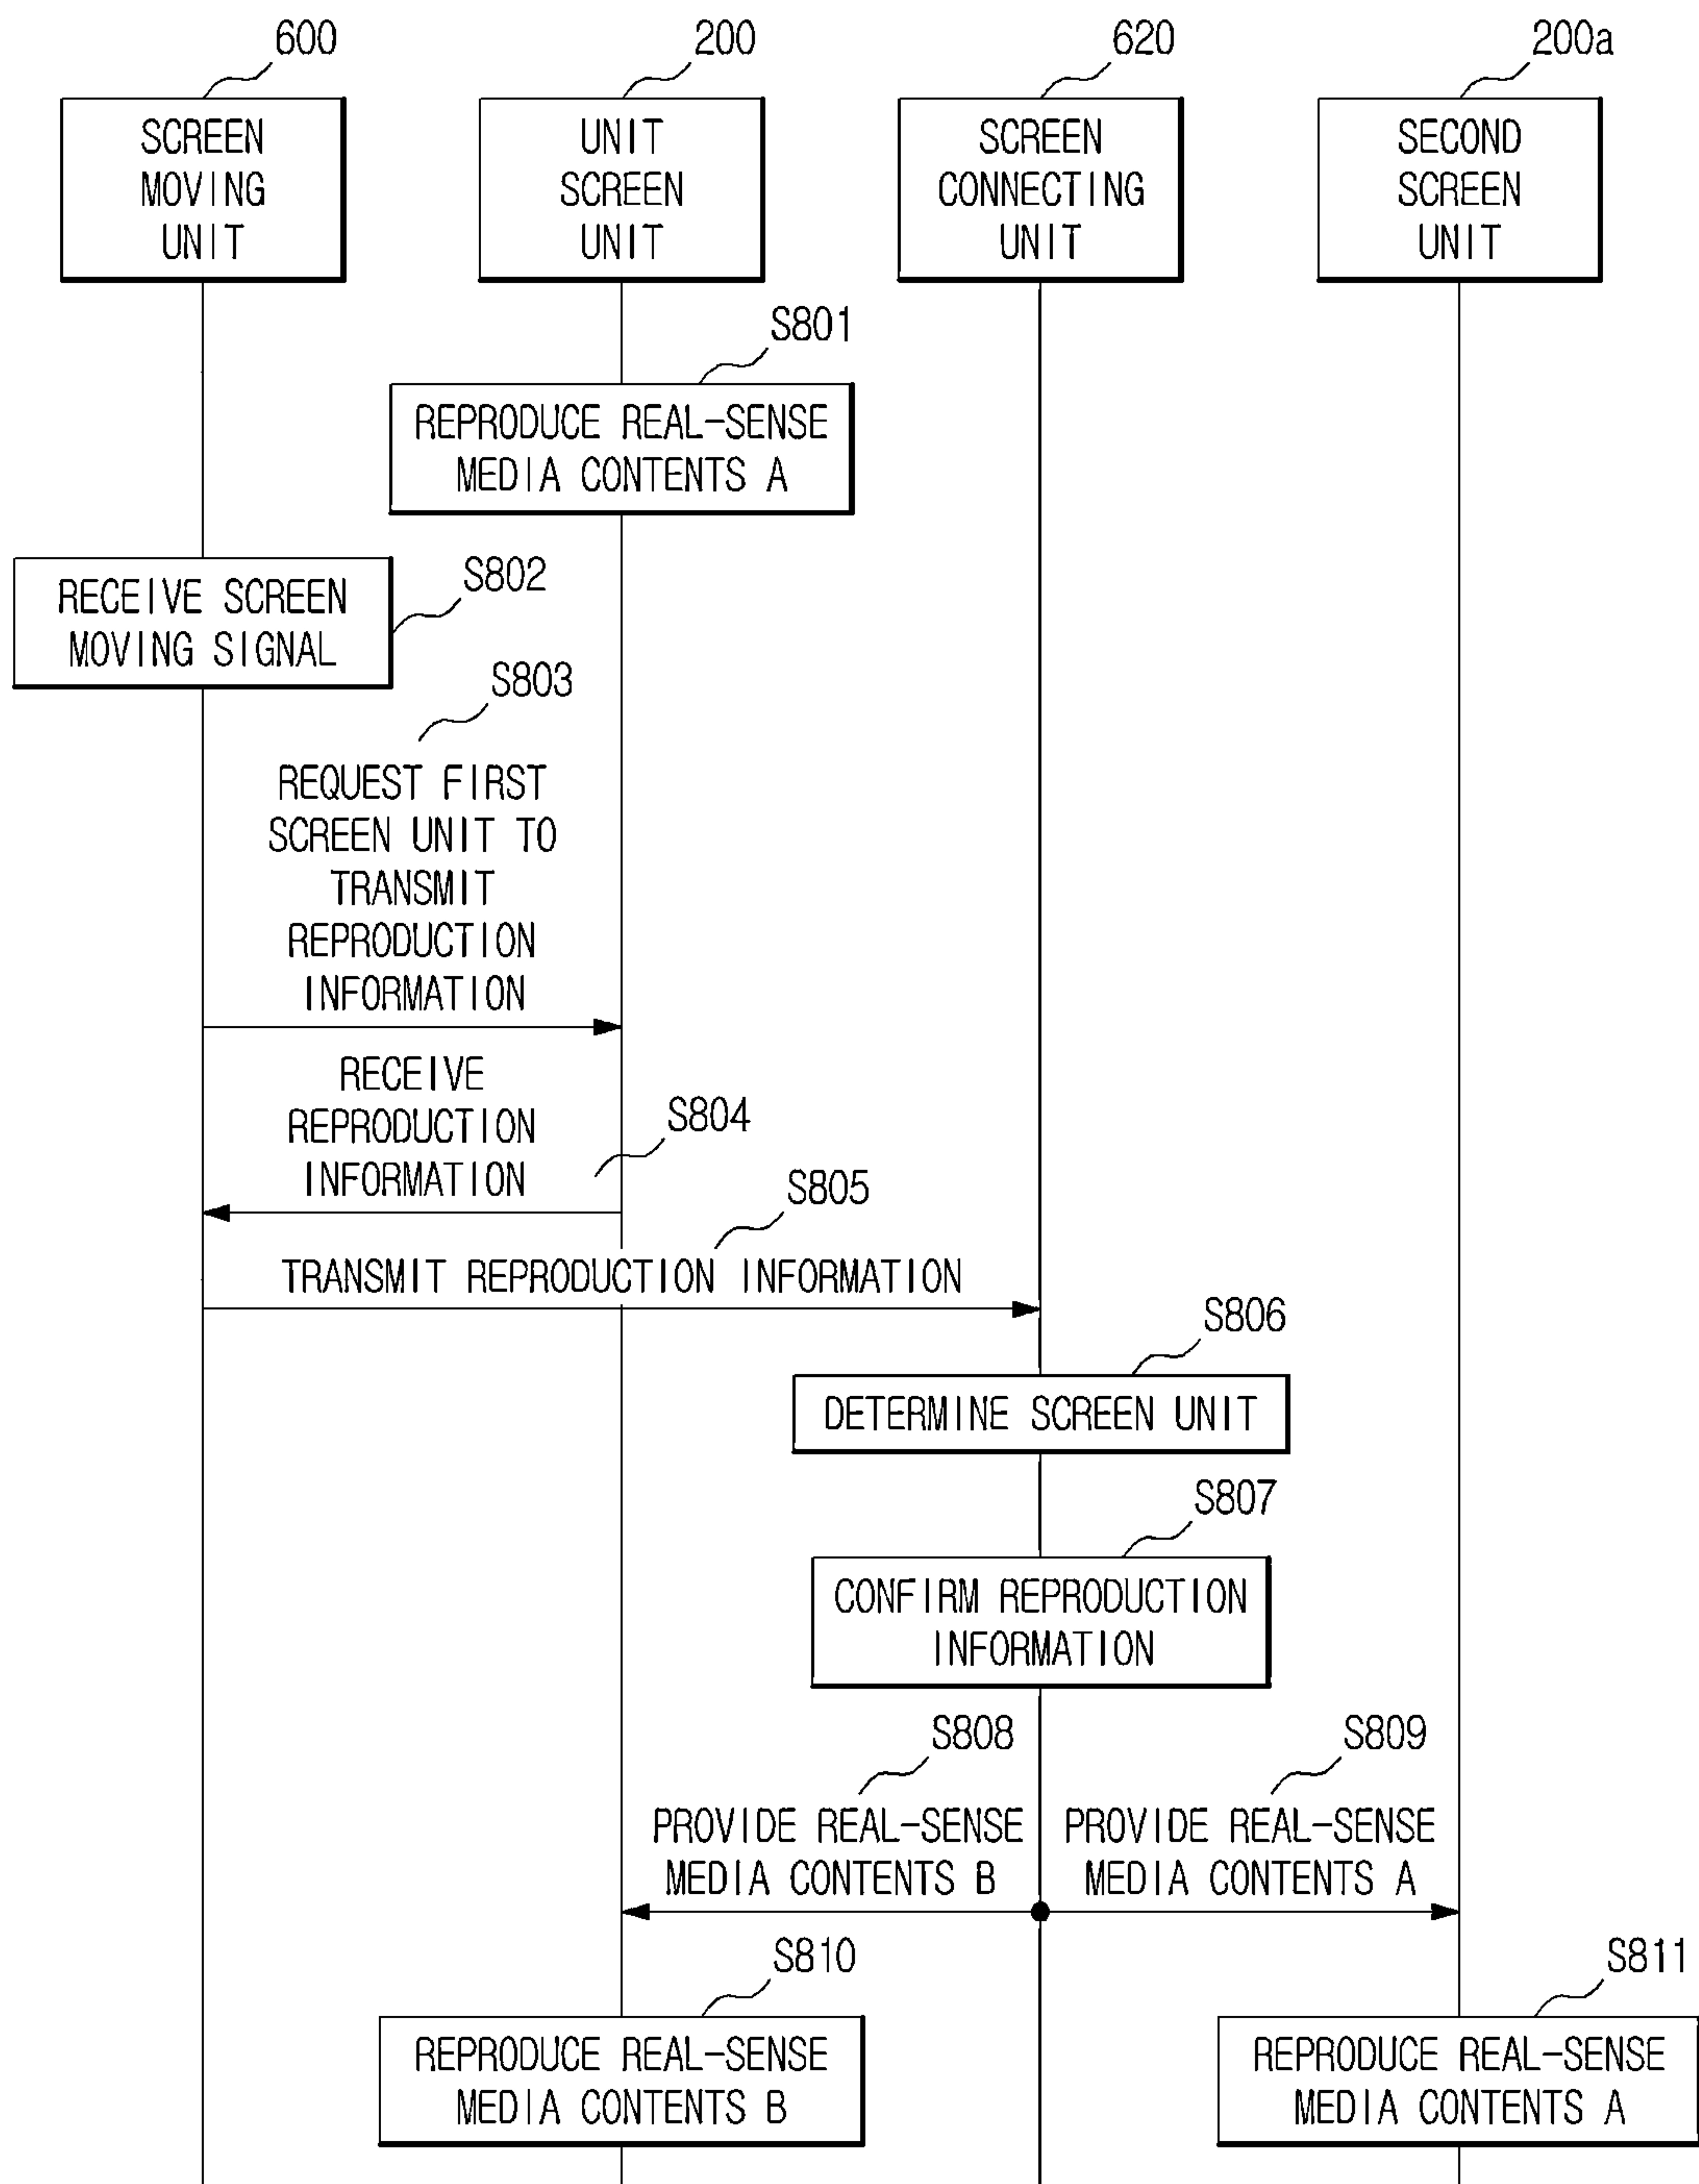 600
200
620
200a
SCREEN
MOVING
UNIT
UNIT
SCREEN
UNIT
SCREEN
CONNECTING
UNIT
SECOND
SCREEN
UNIT
S801
REPRODUCE REAL-SENSE
MEDIA CONTENTS A
S802
RECEIVE SCREEN
MOVING SIGNAL
S803
REQUEST FIRST
SCREEN UNIT TO
TRANSMIT
REPRODUCTION
INFORMATION
RECEIVE
REPRODUCTION
INFORMATION
S804
S805
TRANSMIT REPRODUCTION INFORMATION
S806
DETERMINE SCREEN UNIT
S807
CONFIRM REPRODUCTION
INFORMATION
S808
PROVIDE REAL-SENSE
MEDIA CONTENTS B
S809
PROVIDE REAL-SENSE
MEDIA CONTENTS A
S810
REPRODUCE REAL-SENSE
MEDIA CONTENTS B
S811
REPRODUCE REAL-SENSE
MEDIA CONTENTS A